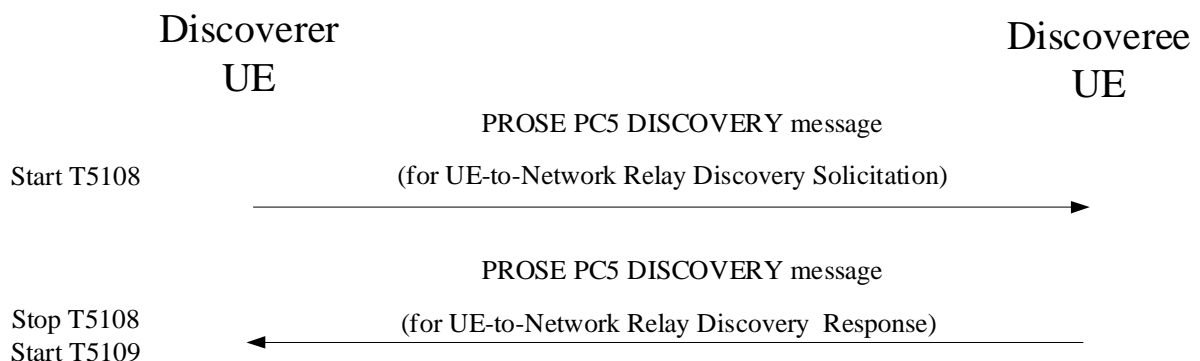 Discoverer
UE
Discoveree
UE
PROSE PC5 DISCOVERY message
Start T5108
(for UE-to-Network Relay Discovery Solicitation)
PROSE PC5 DISCOVERY message
Stop T5108
(for UE-to-Network Relay Discovery Response)
Start T5109